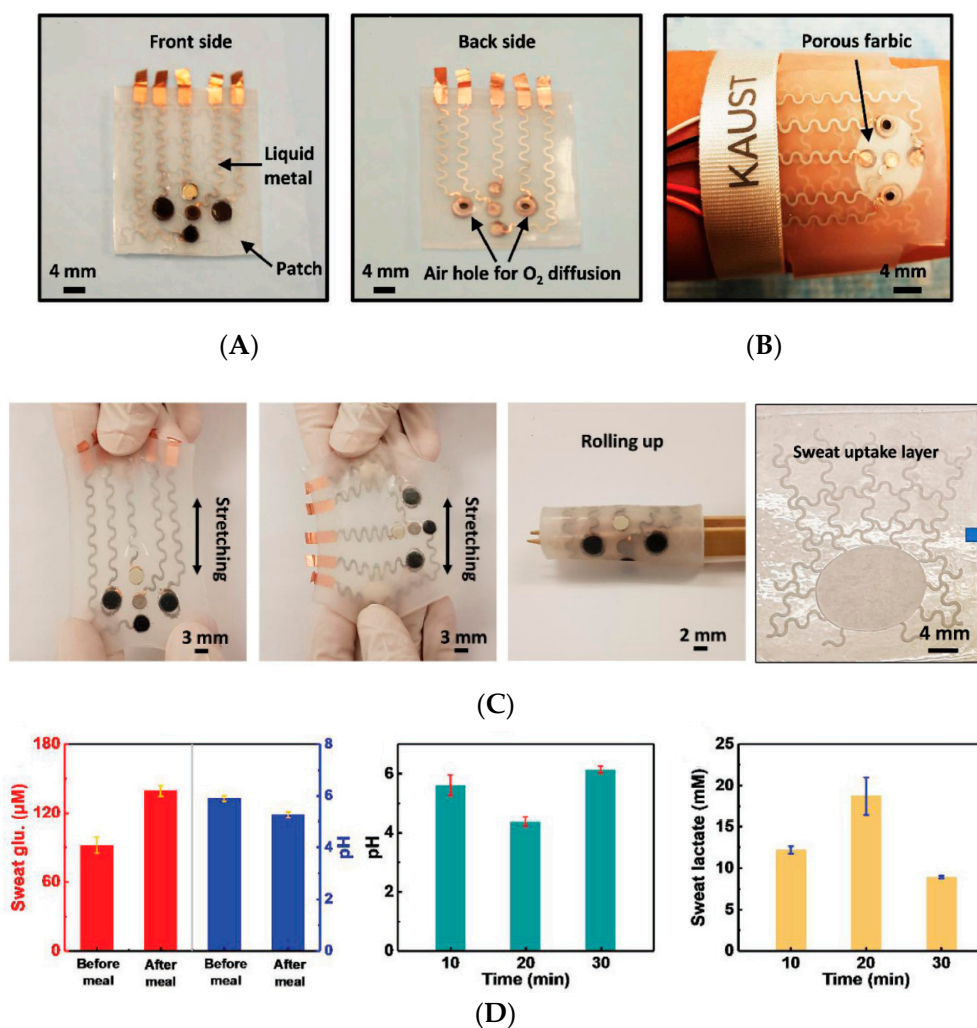 Front side
Liquid
metal
Patch
4 mm
Back side
Air hole for O₂ diffusion
4 mm
Porous farbic
KAUST
4 mm
(A)
(B)
Stretching
3 mm
Stretching
3 mm
Rolling up
2 mm
Sweat uptake layer
4 mm
(C)
Sweat glu. (μM)
180
120
60
0
Before
meal
After
meal
Before
meal
After
meal
8
6
4
2
0
pH
pH
6
4
2
0
10
20
30
Time (min)
Sweat lactate (mM)
25
20
15
10
5
0
10
20
30
Time (min)
(D)